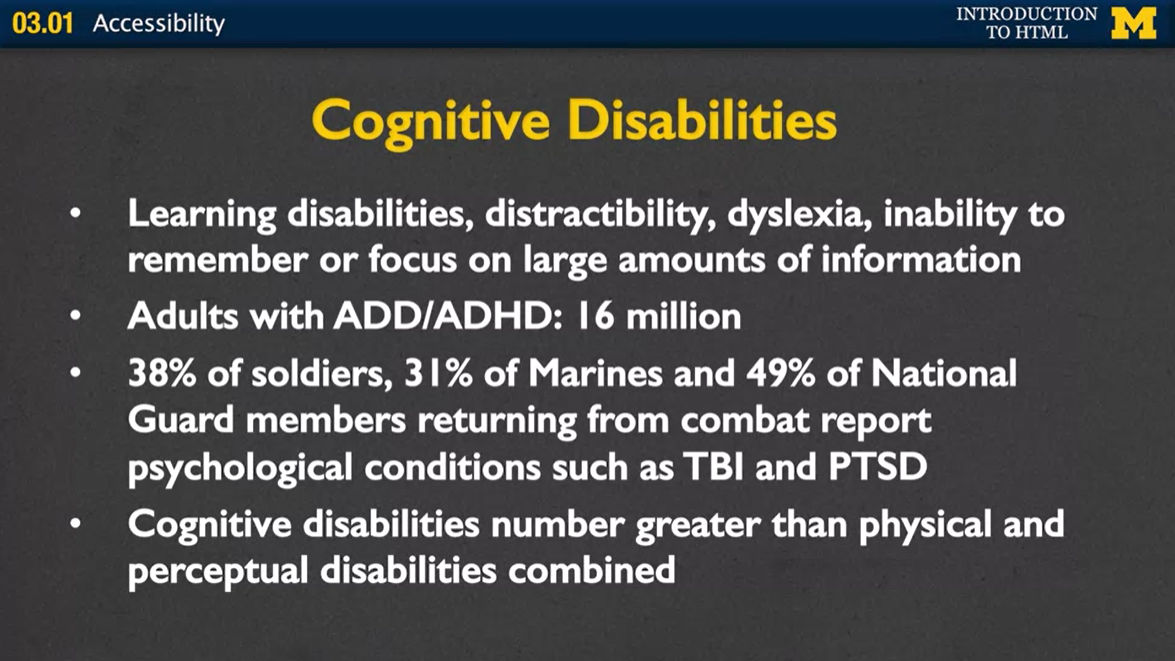 03.01 Accessibility
INTRODUCTION
TO HTML
M
Cognitive Disabilities
• Learning disabilities, distractibility, dyslexia, inability to
remember or focus on large amounts of information
• Adults with ADD/ADHD: 16 million
• 38% of soldiers, 31% of Marines and 49% of National
Guard members returning from combat report
psychological conditions such as TBI and PTSD
• Cognitive disabilities number greater than physical and
perceptual disabilities combined